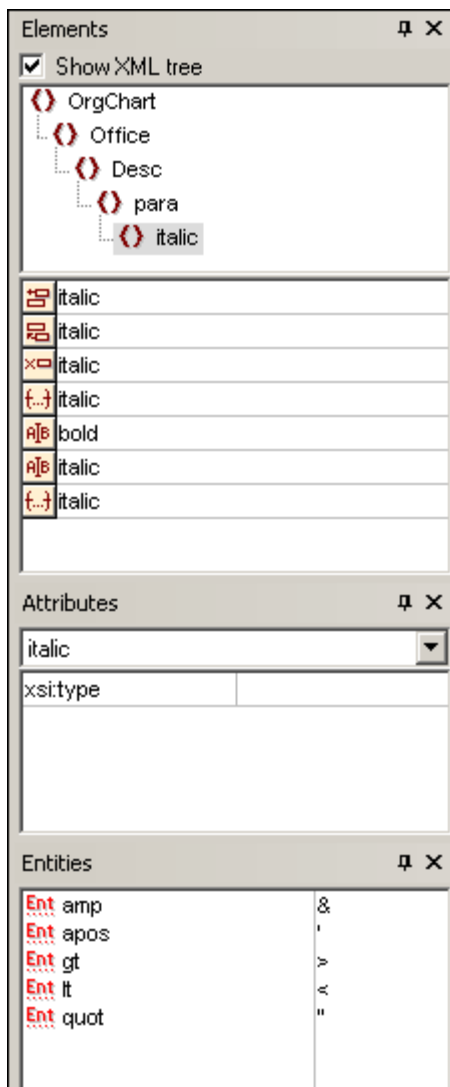 Elements
Show XML tree
OrgChart
Office
Desc
para
italic
italic
italic
italic
{...} italic
A|B bold
A|B italic
{...} italic
Attributes
italic
xsi:type
Entities
Ent amp &
Ent apos '
Ent gt >
Ent lt <
Ent quot "